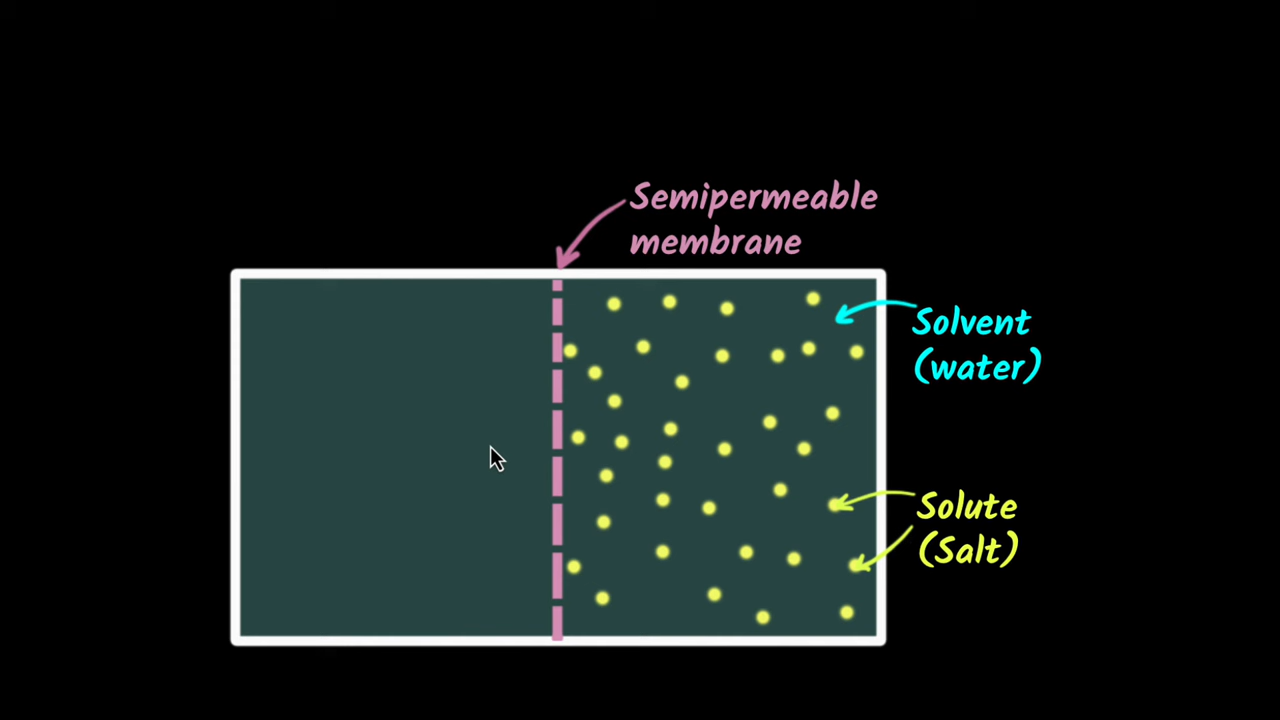 Semipermeable
membrane
Solvent
(water)
Solute
(Salt)